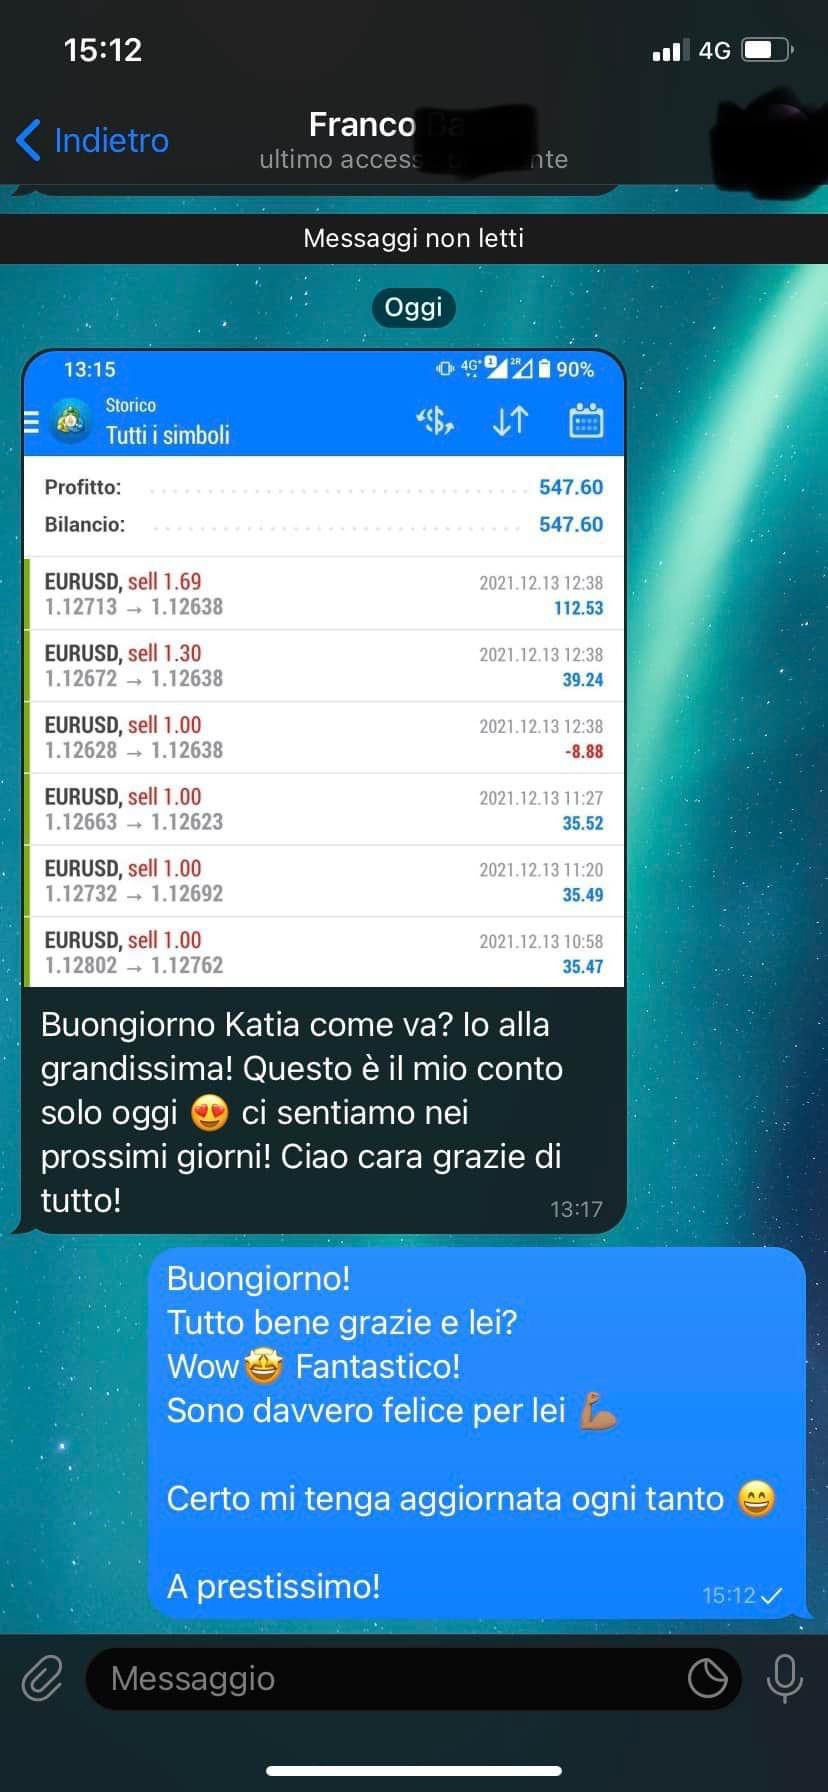 15:12
4G
Indietro
Franco
ultimo access
nte
Messaggi non letti
Oggi
13:15
4G+ 1 2R 90%
Storico
Tutti i simboli
Profitto: 547.60
Bilancio: 547.60
EURUSD, sell 1.69 2021.12.13 12:38
1.12713 → 1.12638 112.53
EURUSD, sell 1.30 2021.12.13 12:38
1.12672 → 1.12638 39.24
EURUSD, sell 1.00 2021.12.13 12:38
1.12628 → 1.12638 -8.88
EURUSD, sell 1.00 2021.12.13 11:27
1.12663 → 1.12623 35.52
EURUSD, sell 1.00 2021.12.13 11:20
1.12732 → 1.12692 35.49
EURUSD, sell 1.00 2021.12.13 10:58
1.12802 → 1.12762 35.47
Buongiorno Katia come va? Io alla
grandissima! Questo è il mio conto
solo oggi 😍 ci sentiamo nei
prossimi giorni! Ciao cara grazie di
tutto!
13:17
Buongiorno!
Tutto bene grazie e lei?
Wow🤩 Fantastico!
Sono davvero felice per lei 💪🏽
Certo mi tenga aggiornata ogni tanto 😄
A prestissimo!
15:12
Messaggio